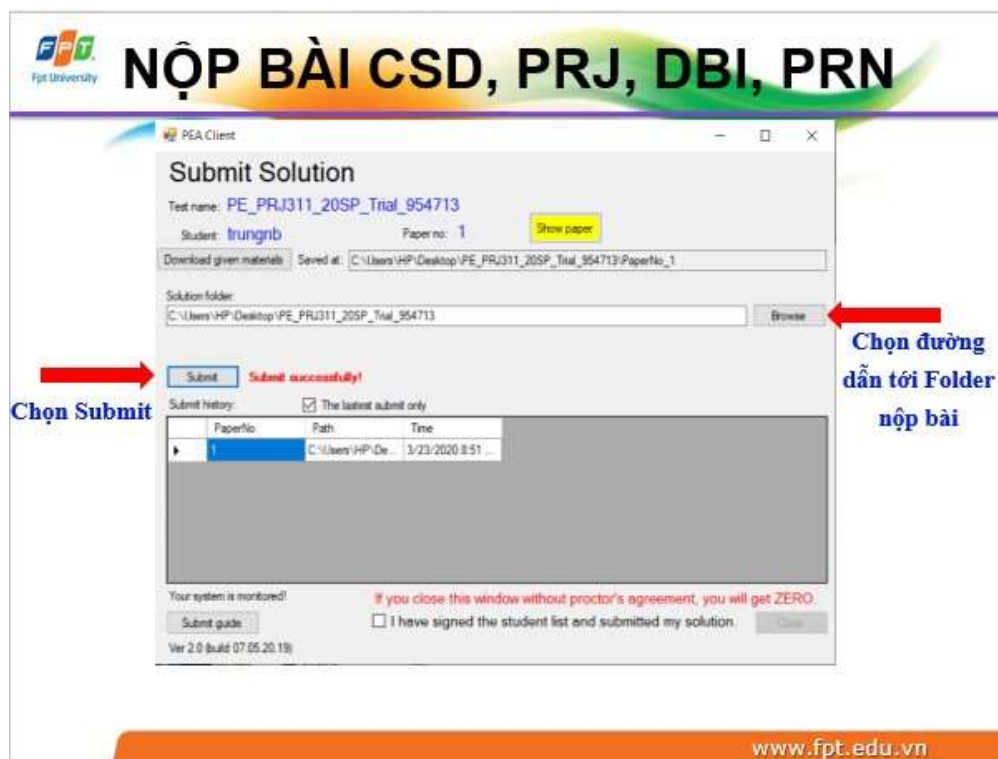 FPT
Fpt University
NỘP BÀI CSD, PRJ, DBI, PRN
PEA Client
Submit Solution
Test name: PE_PRJ311_20SP_Trial_954713
Student: trungnb Paper no: 1 Show paper
Download given materials Saved at: C:\Users\HP\Desktop\PE_PRJ311_20SP_Trial_954713\PaperNo_1
Solution folder:
C:\Users\HP\Desktop\PE_PRJ311_20SP_Trial_954713 Browse
Chọn đường
dẫn tới Folder
nộp bài
Submit Submit successfully!
Chọn Submit
Submit history: The lastest submit only
PaperNo Path Time
1 C:\Users\HP\De... 3/23/2020 8:51 ...
Your system is monitored! If you close this window without proctor's agreement, you will get ZERO
Submit guide I have signed the student list and submitted my solution. Close
Ver 2.0 (build 07.05.20.19)
www.fpt.edu.vn